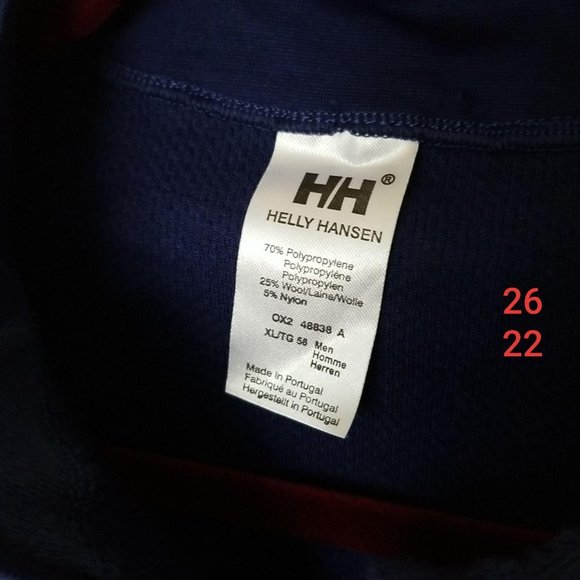 HH®
HELLY HANSEN
70% Polypropylene
Polypropylène
Polypropylen
25% Wool/Laine/Wolle
5% Nylon
OX2 48838 A
XL/TG 58 Men
Homme
Herren
Made in Portugal
Fabriqué au Portugal
Hergestellt in Portugal
26
22